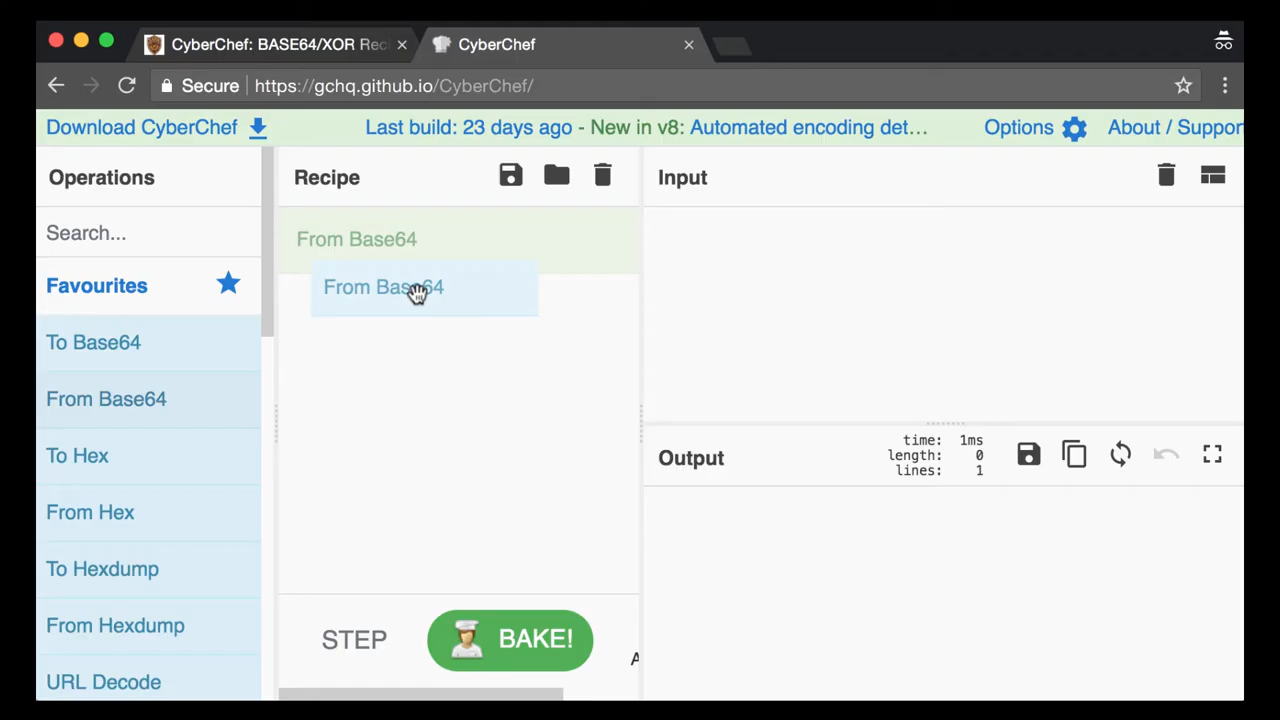 CyberChef: BASE64/XOR Rec
CyberChef
Secure
https://gchq.github.io/CyberChef/
Download CyberChef
Last build: 23 days ago - New in v8: Automated encoding det…
Options
About / Suppor
Operations
Recipe
Input
Search...
From Base64
Favourites
From Base64
To Base64
From Base64
To Hex
From Hex
To Hexdump
From Hexdump
URL Decode
Output
time: 1ms
length: 0
lines: 1
STEP
BAKE!
A